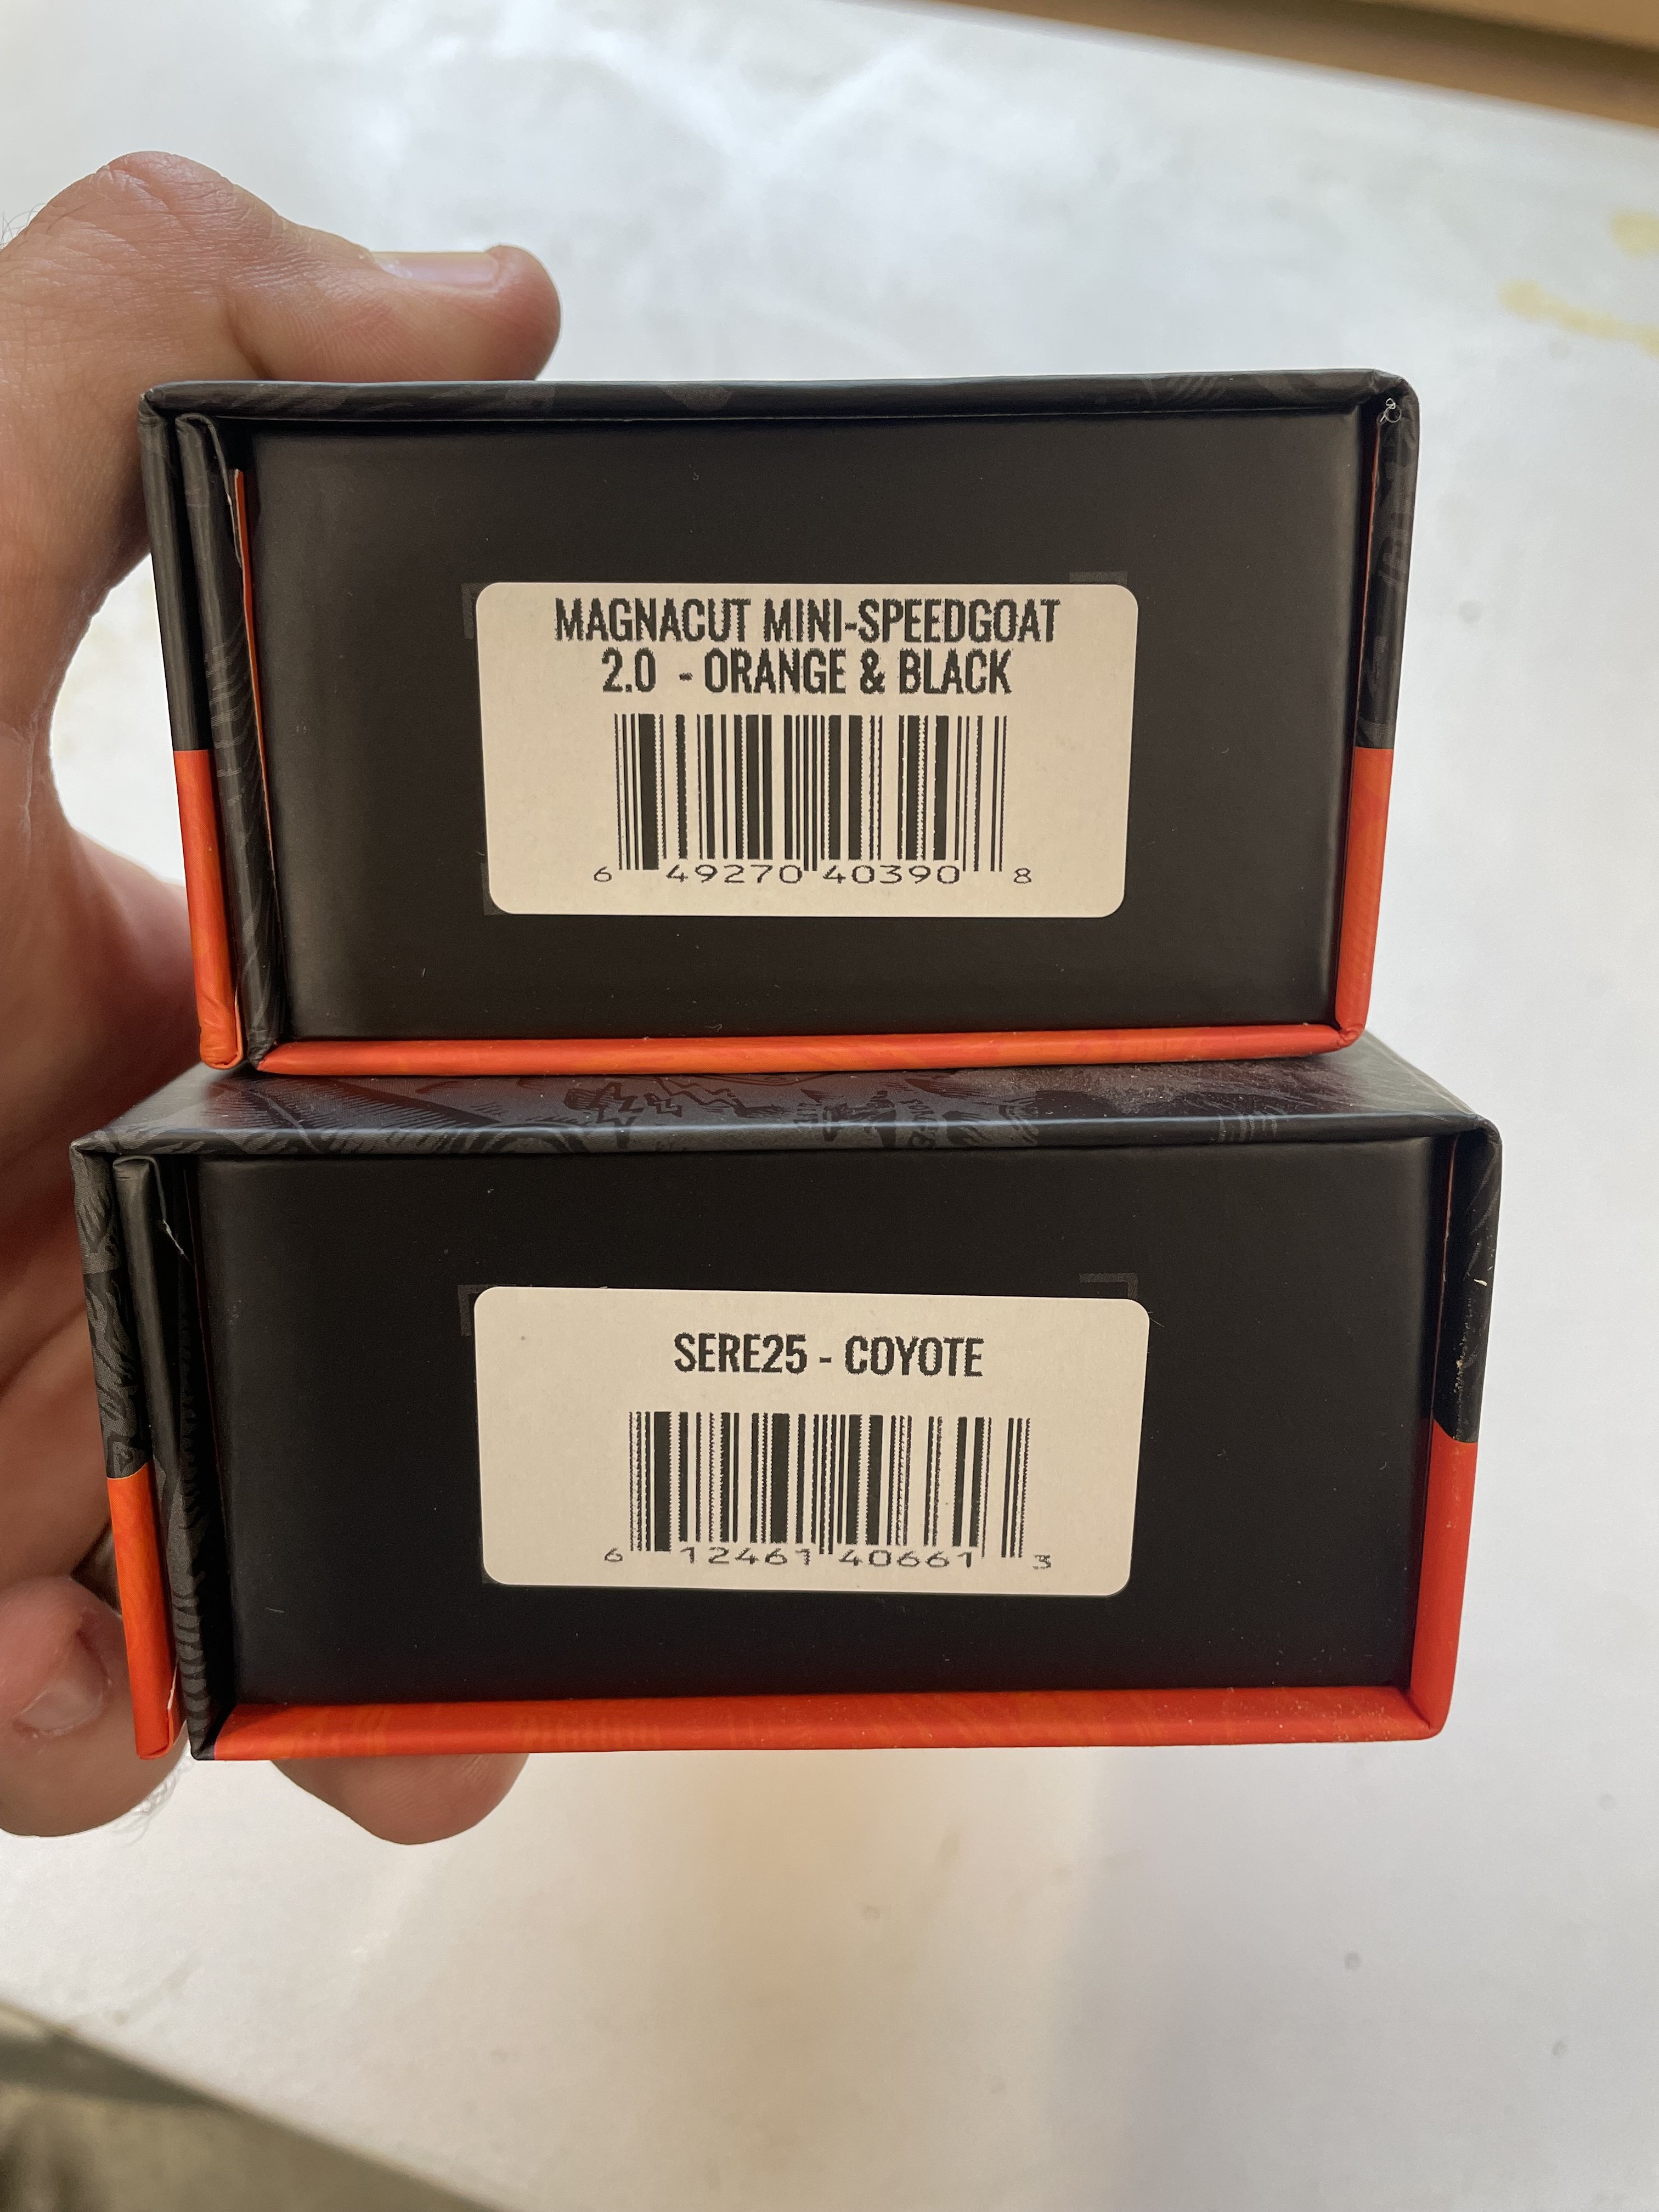 MAGNACUT MINI-SPEEDGOAT
2.0 - ORANGE & BLACK
6 49270 40390 8
SERE25 - COYOTE
6 12461 40661 3